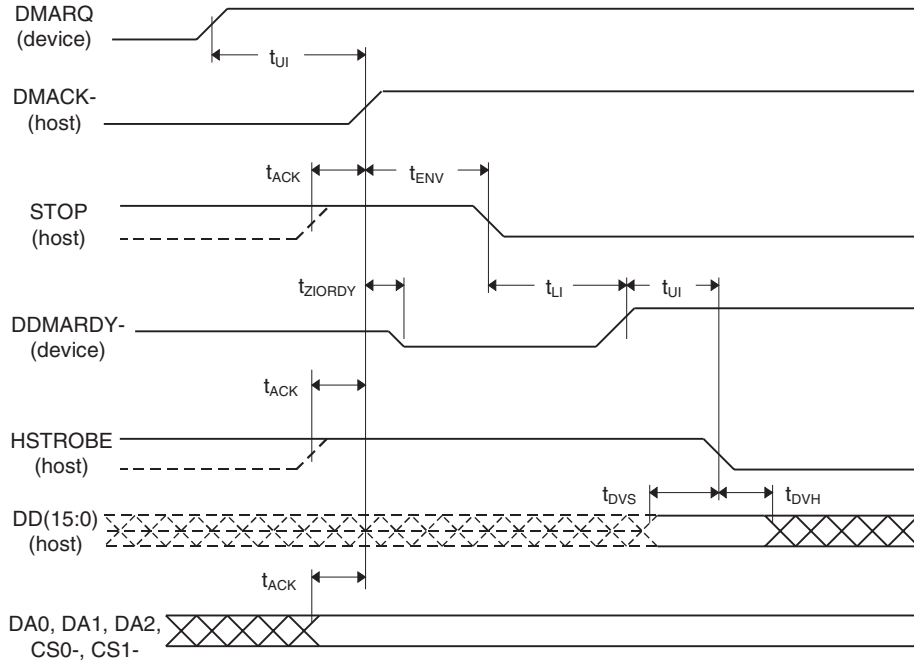 DMARQ
(device)
tUI
DMACK-
(host)
tACK
tENV
STOP
(host)
tZIORDY
tLI
tUI
DDMARDY-
(device)
tACK
HSTROBE
(host)
tDVS
tDVH
DD(15:0)
(host)
tACK
DA0, DA1, DA2,
CS0-, CS1-